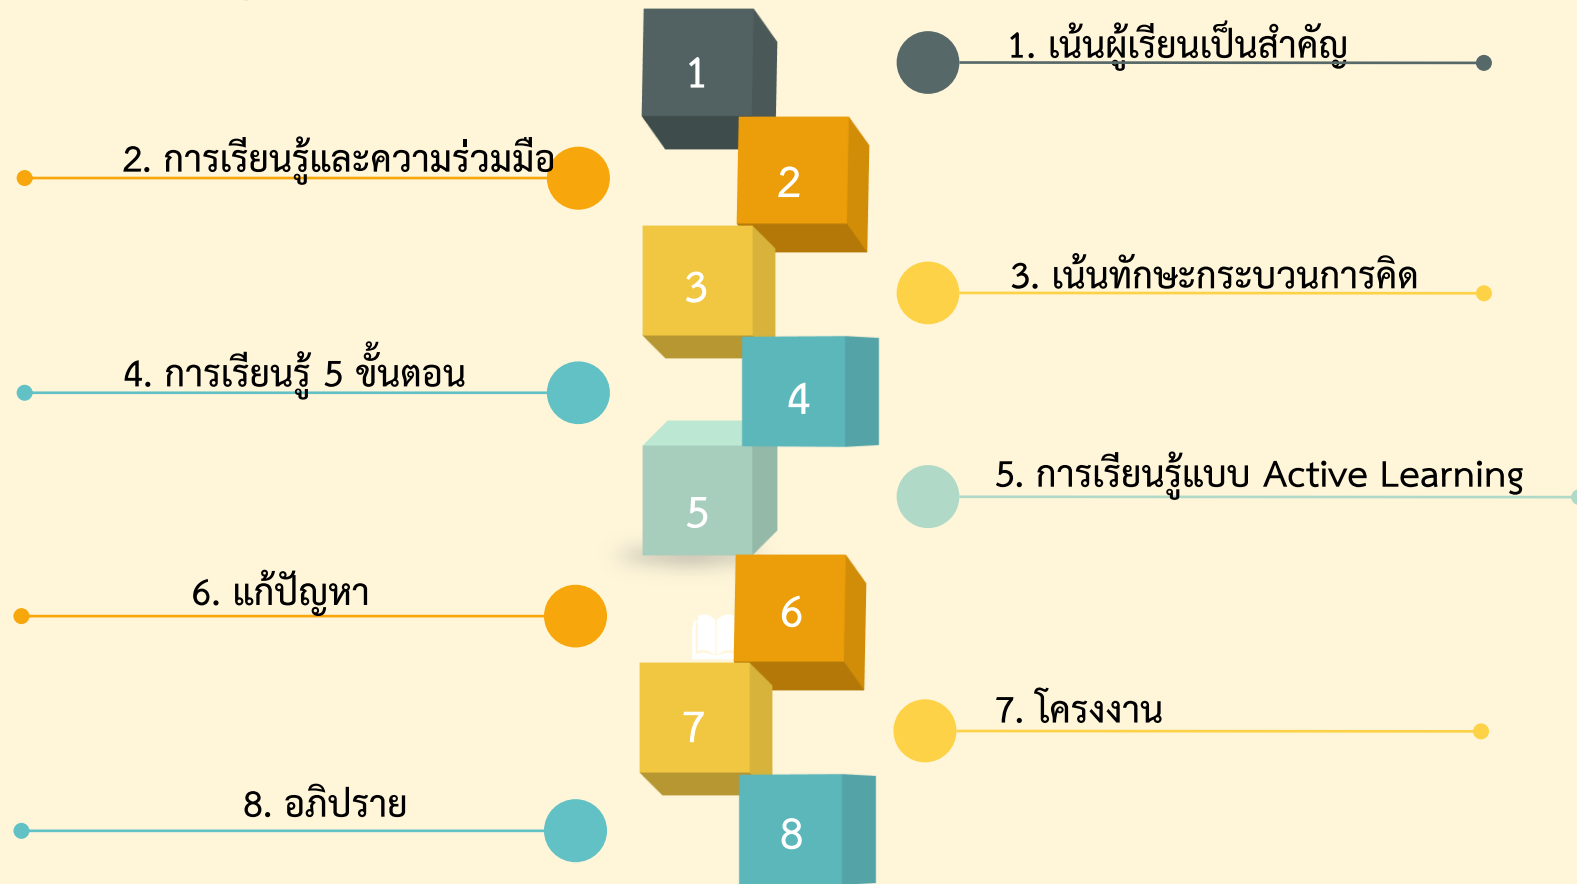 1
1. เน้นผู้เรียนเป็นสำคัญ
2. การเรียนรู้และความร่วมมือ
2
3
3. เน้นทักษะกระบวนการคิด
4. การเรียนรู้ 5 ขั้นตอน
4
5. การเรียนรู้แบบ Active Learning
5
6. แก้ปัญหา
6
7
7. โครงงาน
8. อภิปราย
8